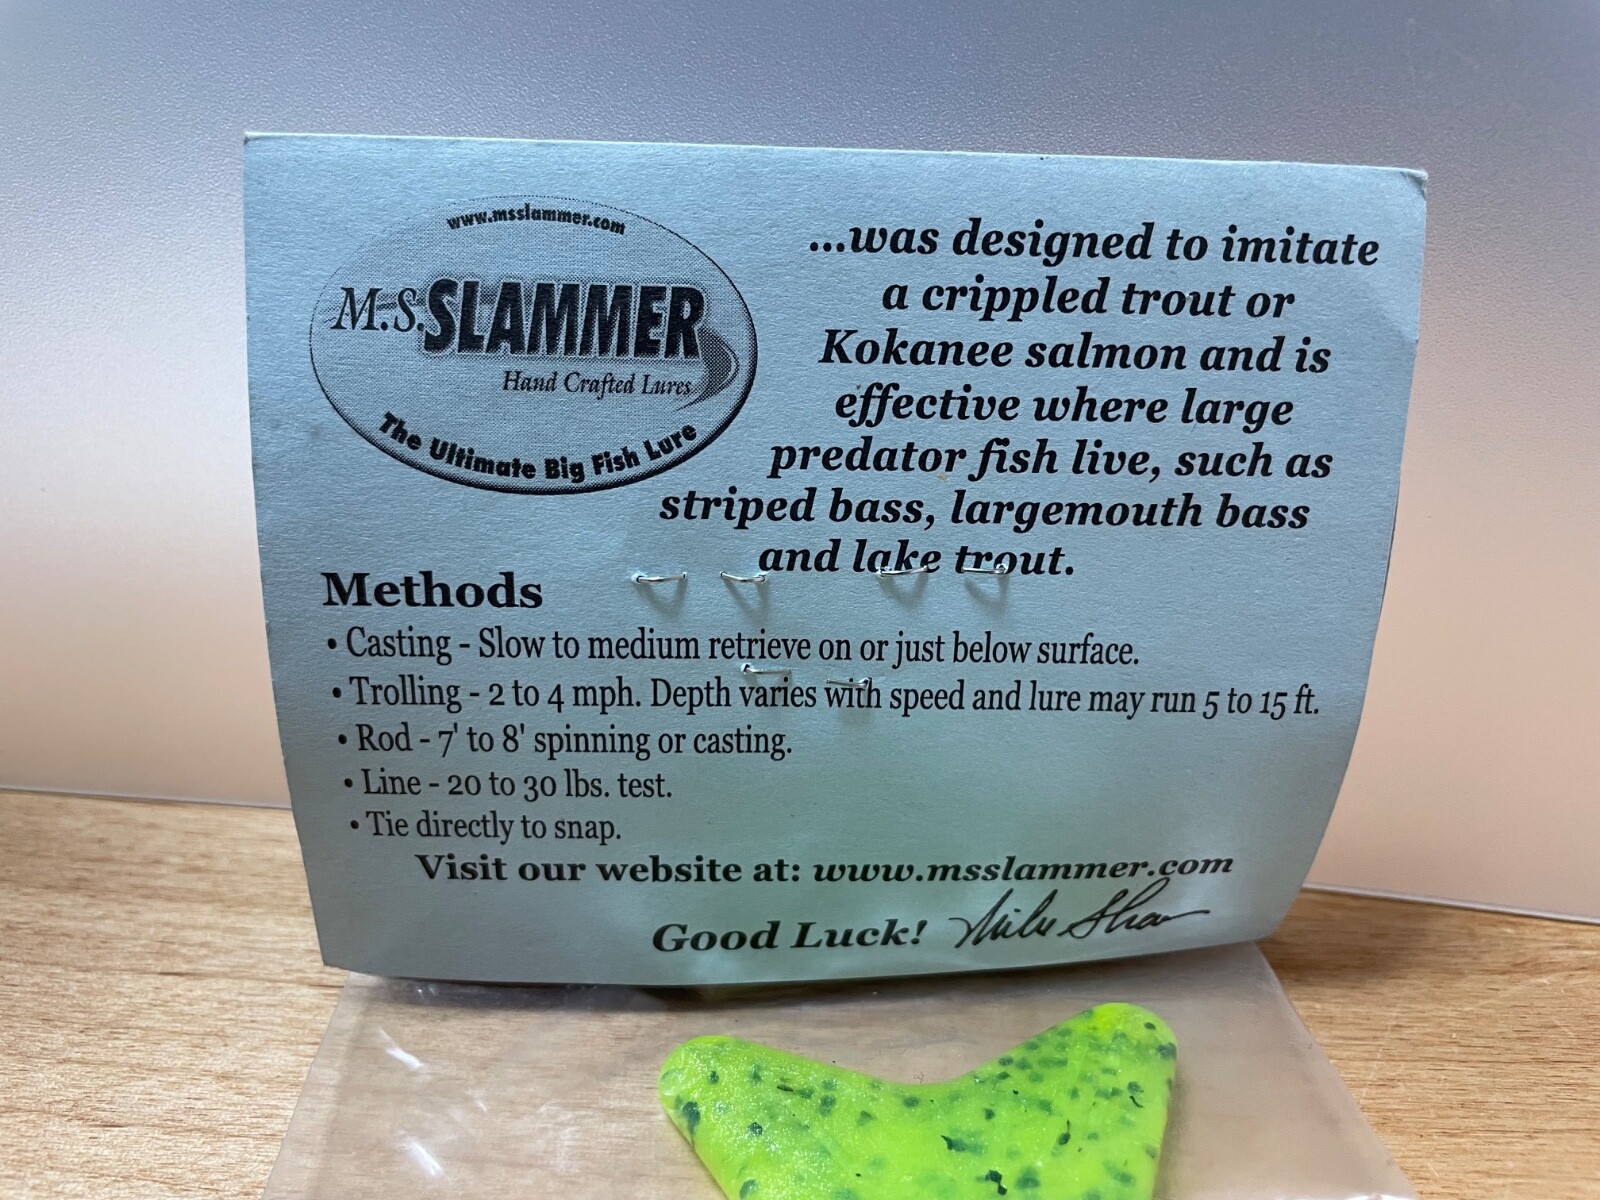 www.msslammer.com
M.S.SLAMMER
Hand Crafted Lures
The Ultimate Big Fish Lure
...was designed to imitate
a crippled trout or
Kokanee salmon and is
effective where large
predator fish live, such as
striped bass, largemouth bass
and lake trout.
Methods
• Casting - Slow to medium retrieve on or just below surface.
• Trolling - 2 to 4 mph. Depth varies with speed and lure may run 5 to 15 ft.
• Rod - 7' to 8' spinning or casting.
• Line - 20 to 30 lbs. test.
• Tie directly to snap.
Visit our website at: www.msslammer.com
Good Luck! Mike Shaw